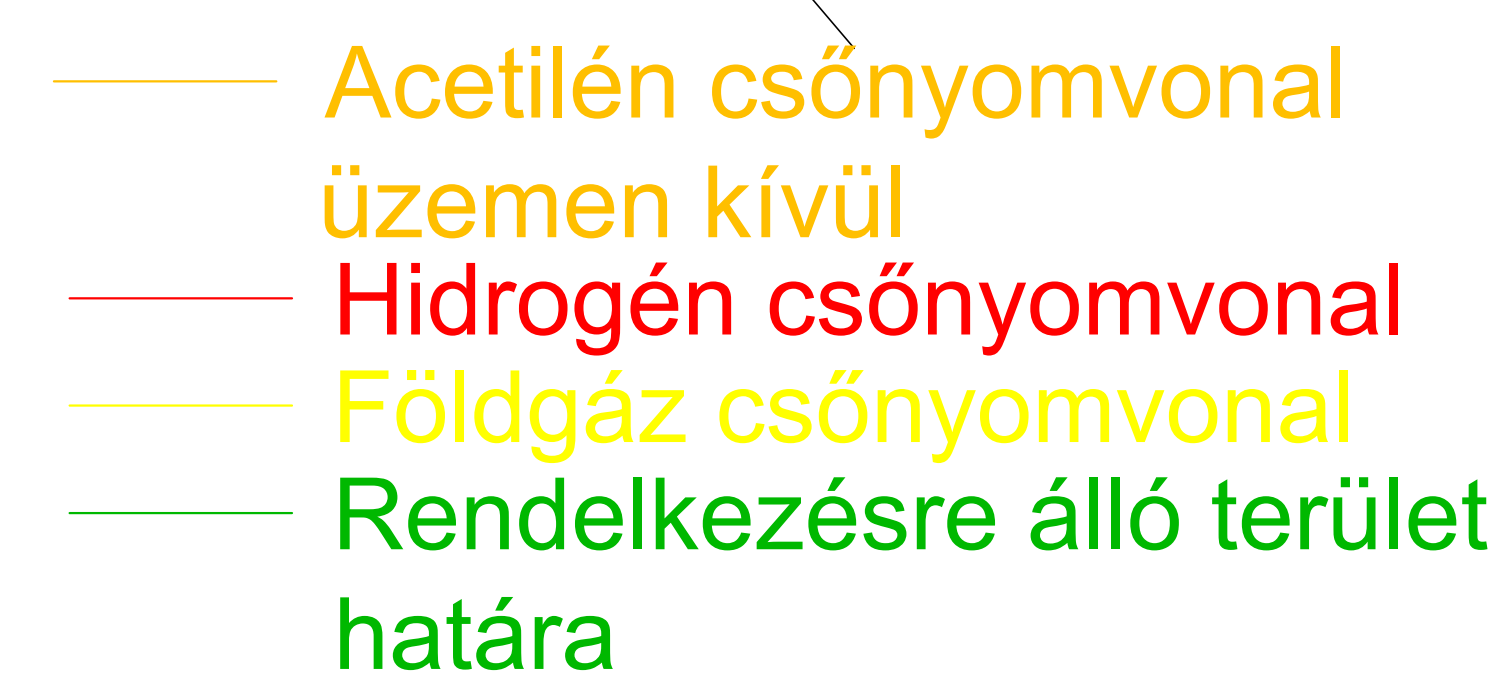 Acetilén csőnyomvonal
üzemen kívül
Hidrogén csőnyomvonal
Földgáz csőnyomvonal
Rendelkezésre álló terület
határa